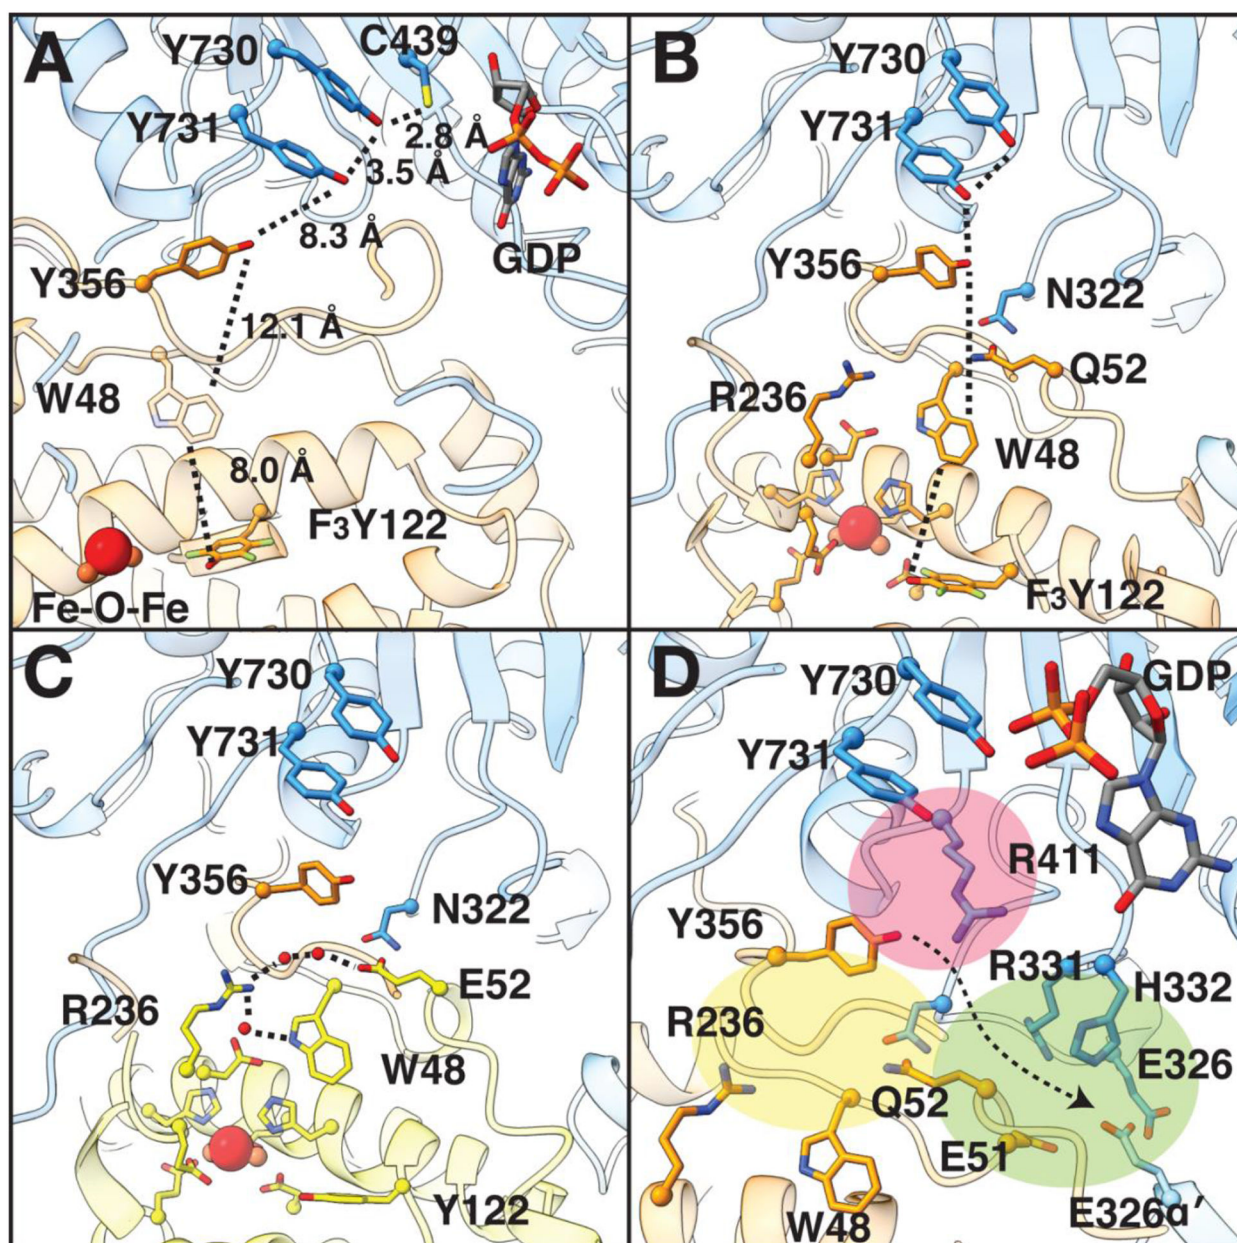 A
Y730
C439
Y731
2.8 Å
3.5 Å
8.3 Å
GDP
Y356
12.1 Å
W48
8.0 Å
F₃Y122
Fe-O-Fe
B
Y730
Y731
Y356
N322
Q52
R236
W48
F₃Y122
C
Y730
Y731
Y356
N322
E52
R236
W48
Y122
D
Y730
GDP
Y731
R411
Y356
R331
H332
R236
E326
Q52
E51
E326α′
W48